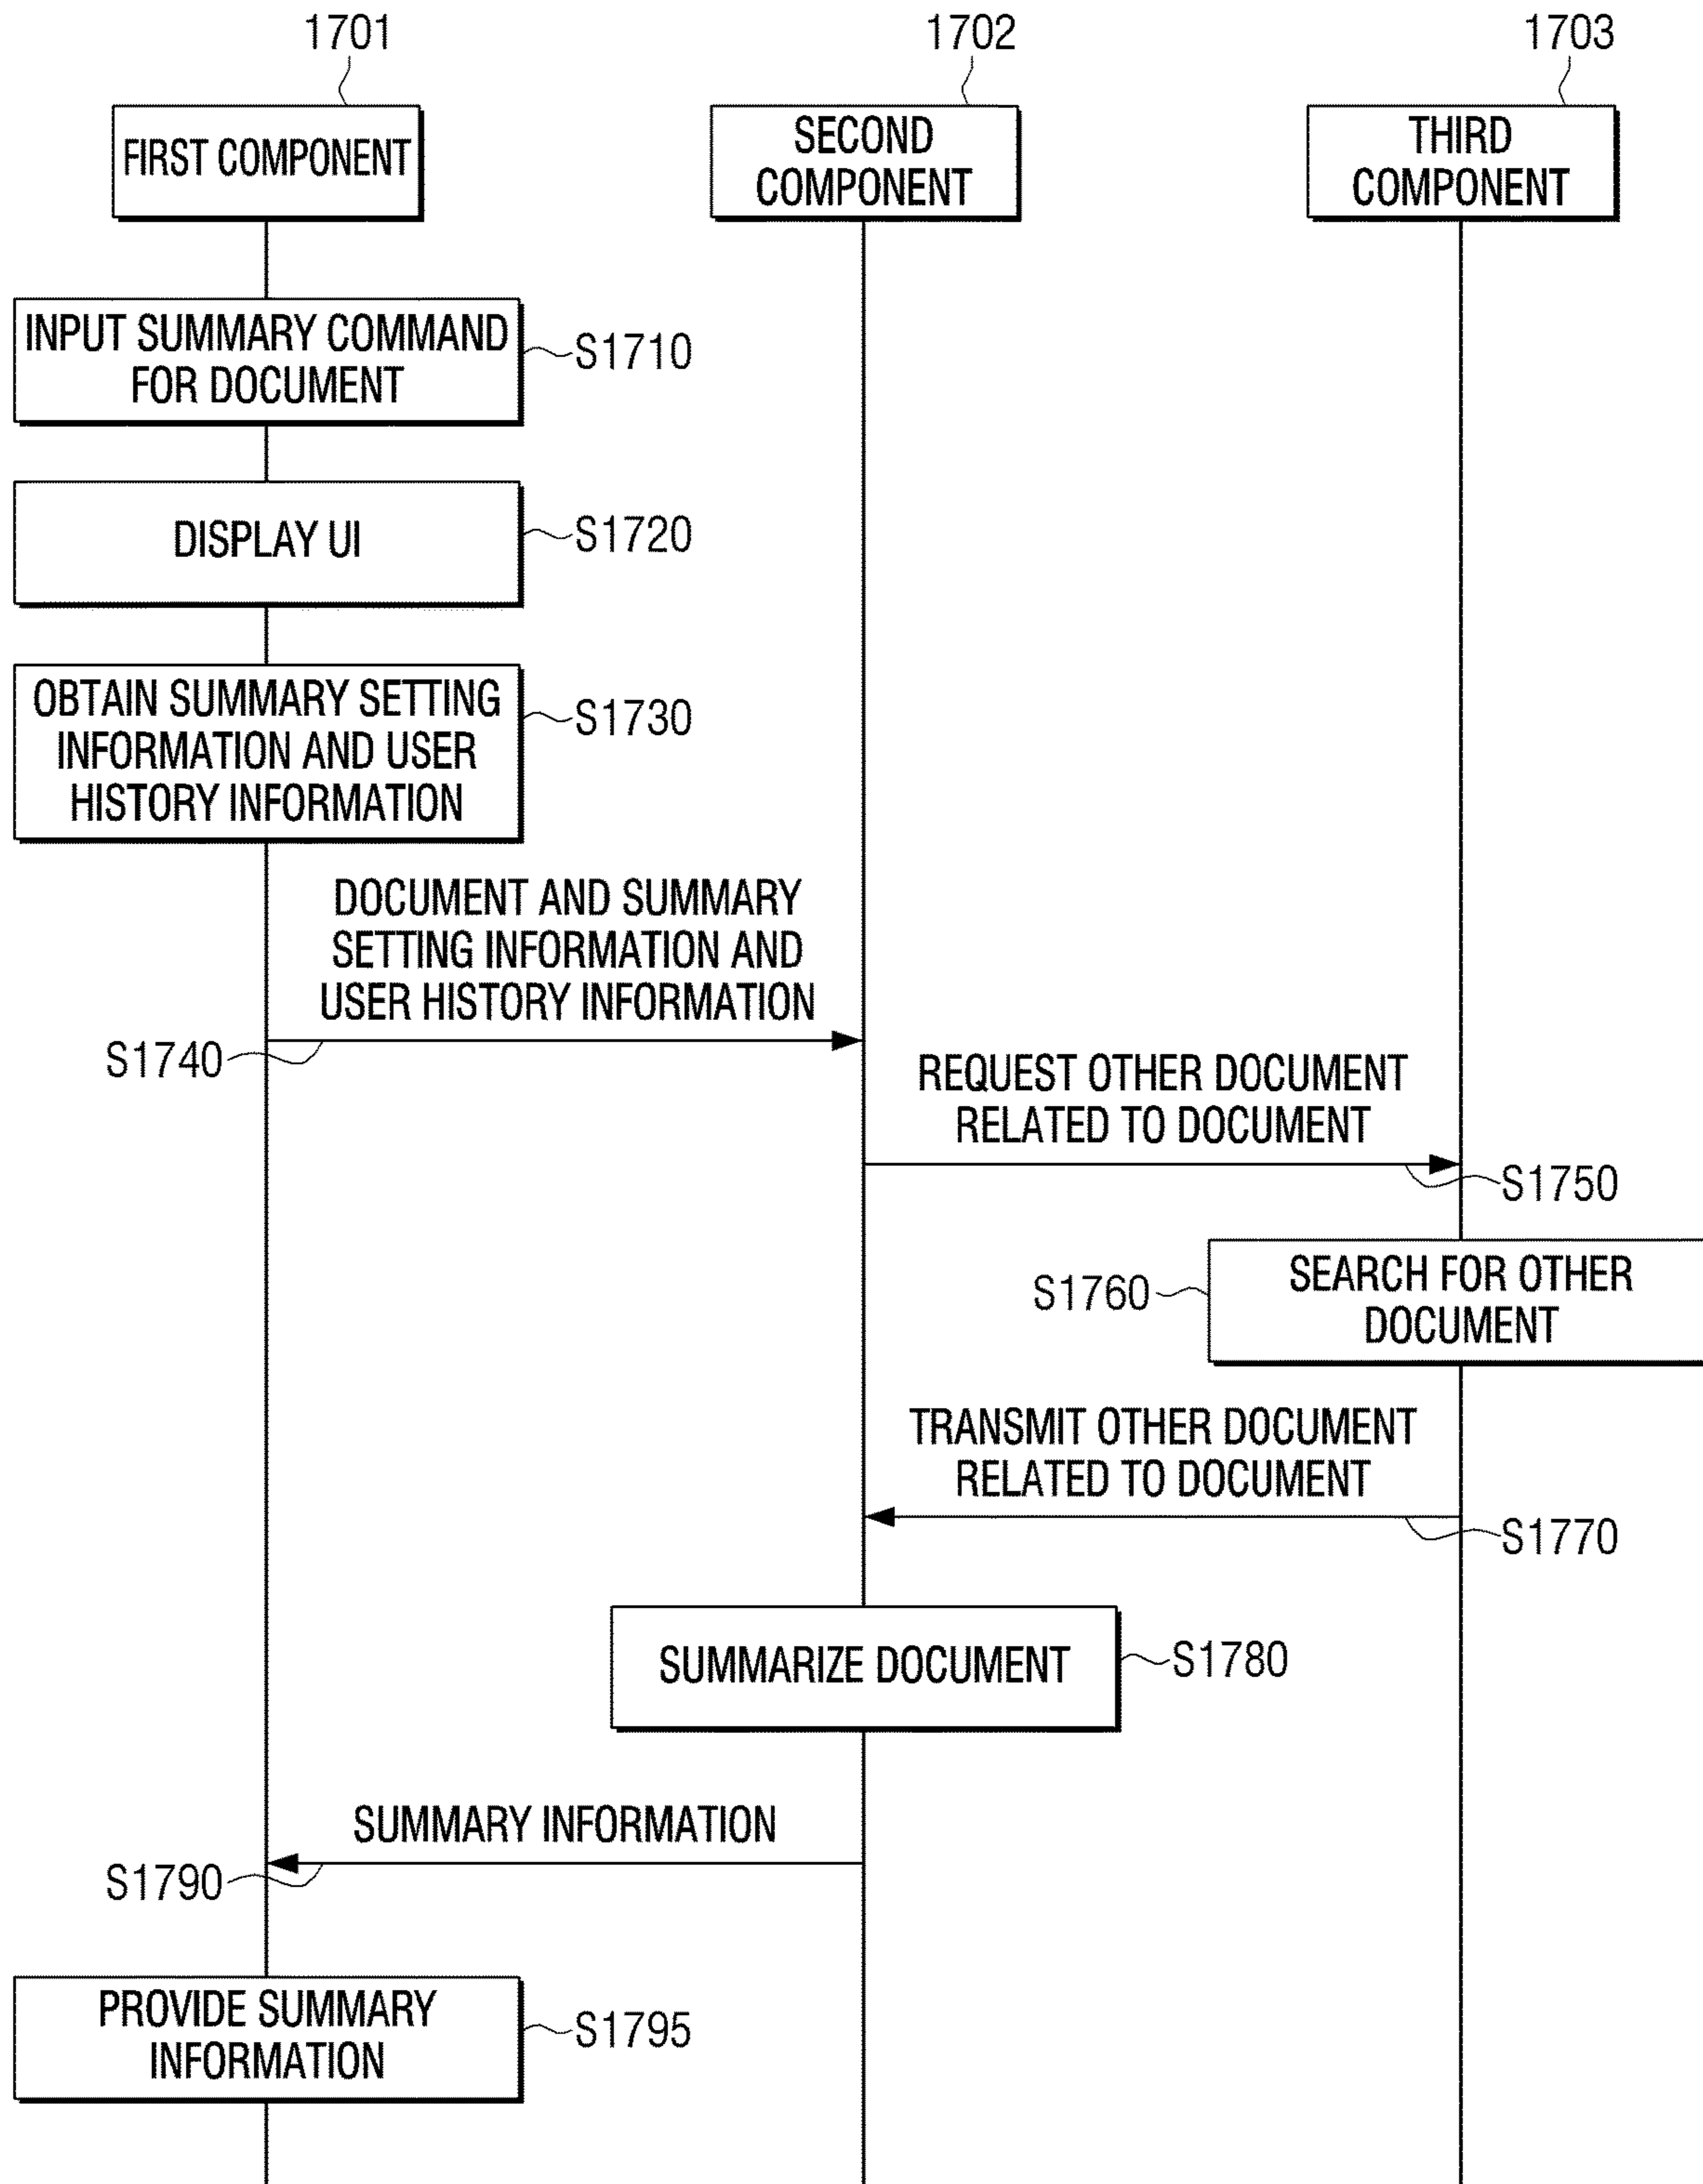 1701
1702
1703
FIRST COMPONENT
SECOND
COMPONENT
THIRD
COMPONENT
INPUT SUMMARY COMMAND
FOR DOCUMENT
S1710
DISPLAY UI
S1720
OBTAIN SUMMARY SETTING
INFORMATION AND USER
HISTORY INFORMATION
S1730
DOCUMENT AND SUMMARY
SETTING INFORMATION AND
USER HISTORY INFORMATION
S1740
REQUEST OTHER DOCUMENT
RELATED TO DOCUMENT
S1750
SEARCH FOR OTHER
DOCUMENT
S1760
TRANSMIT OTHER DOCUMENT
RELATED TO DOCUMENT
S1770
SUMMARIZE DOCUMENT
S1780
SUMMARY INFORMATION
S1790
PROVIDE SUMMARY
INFORMATION
S1795